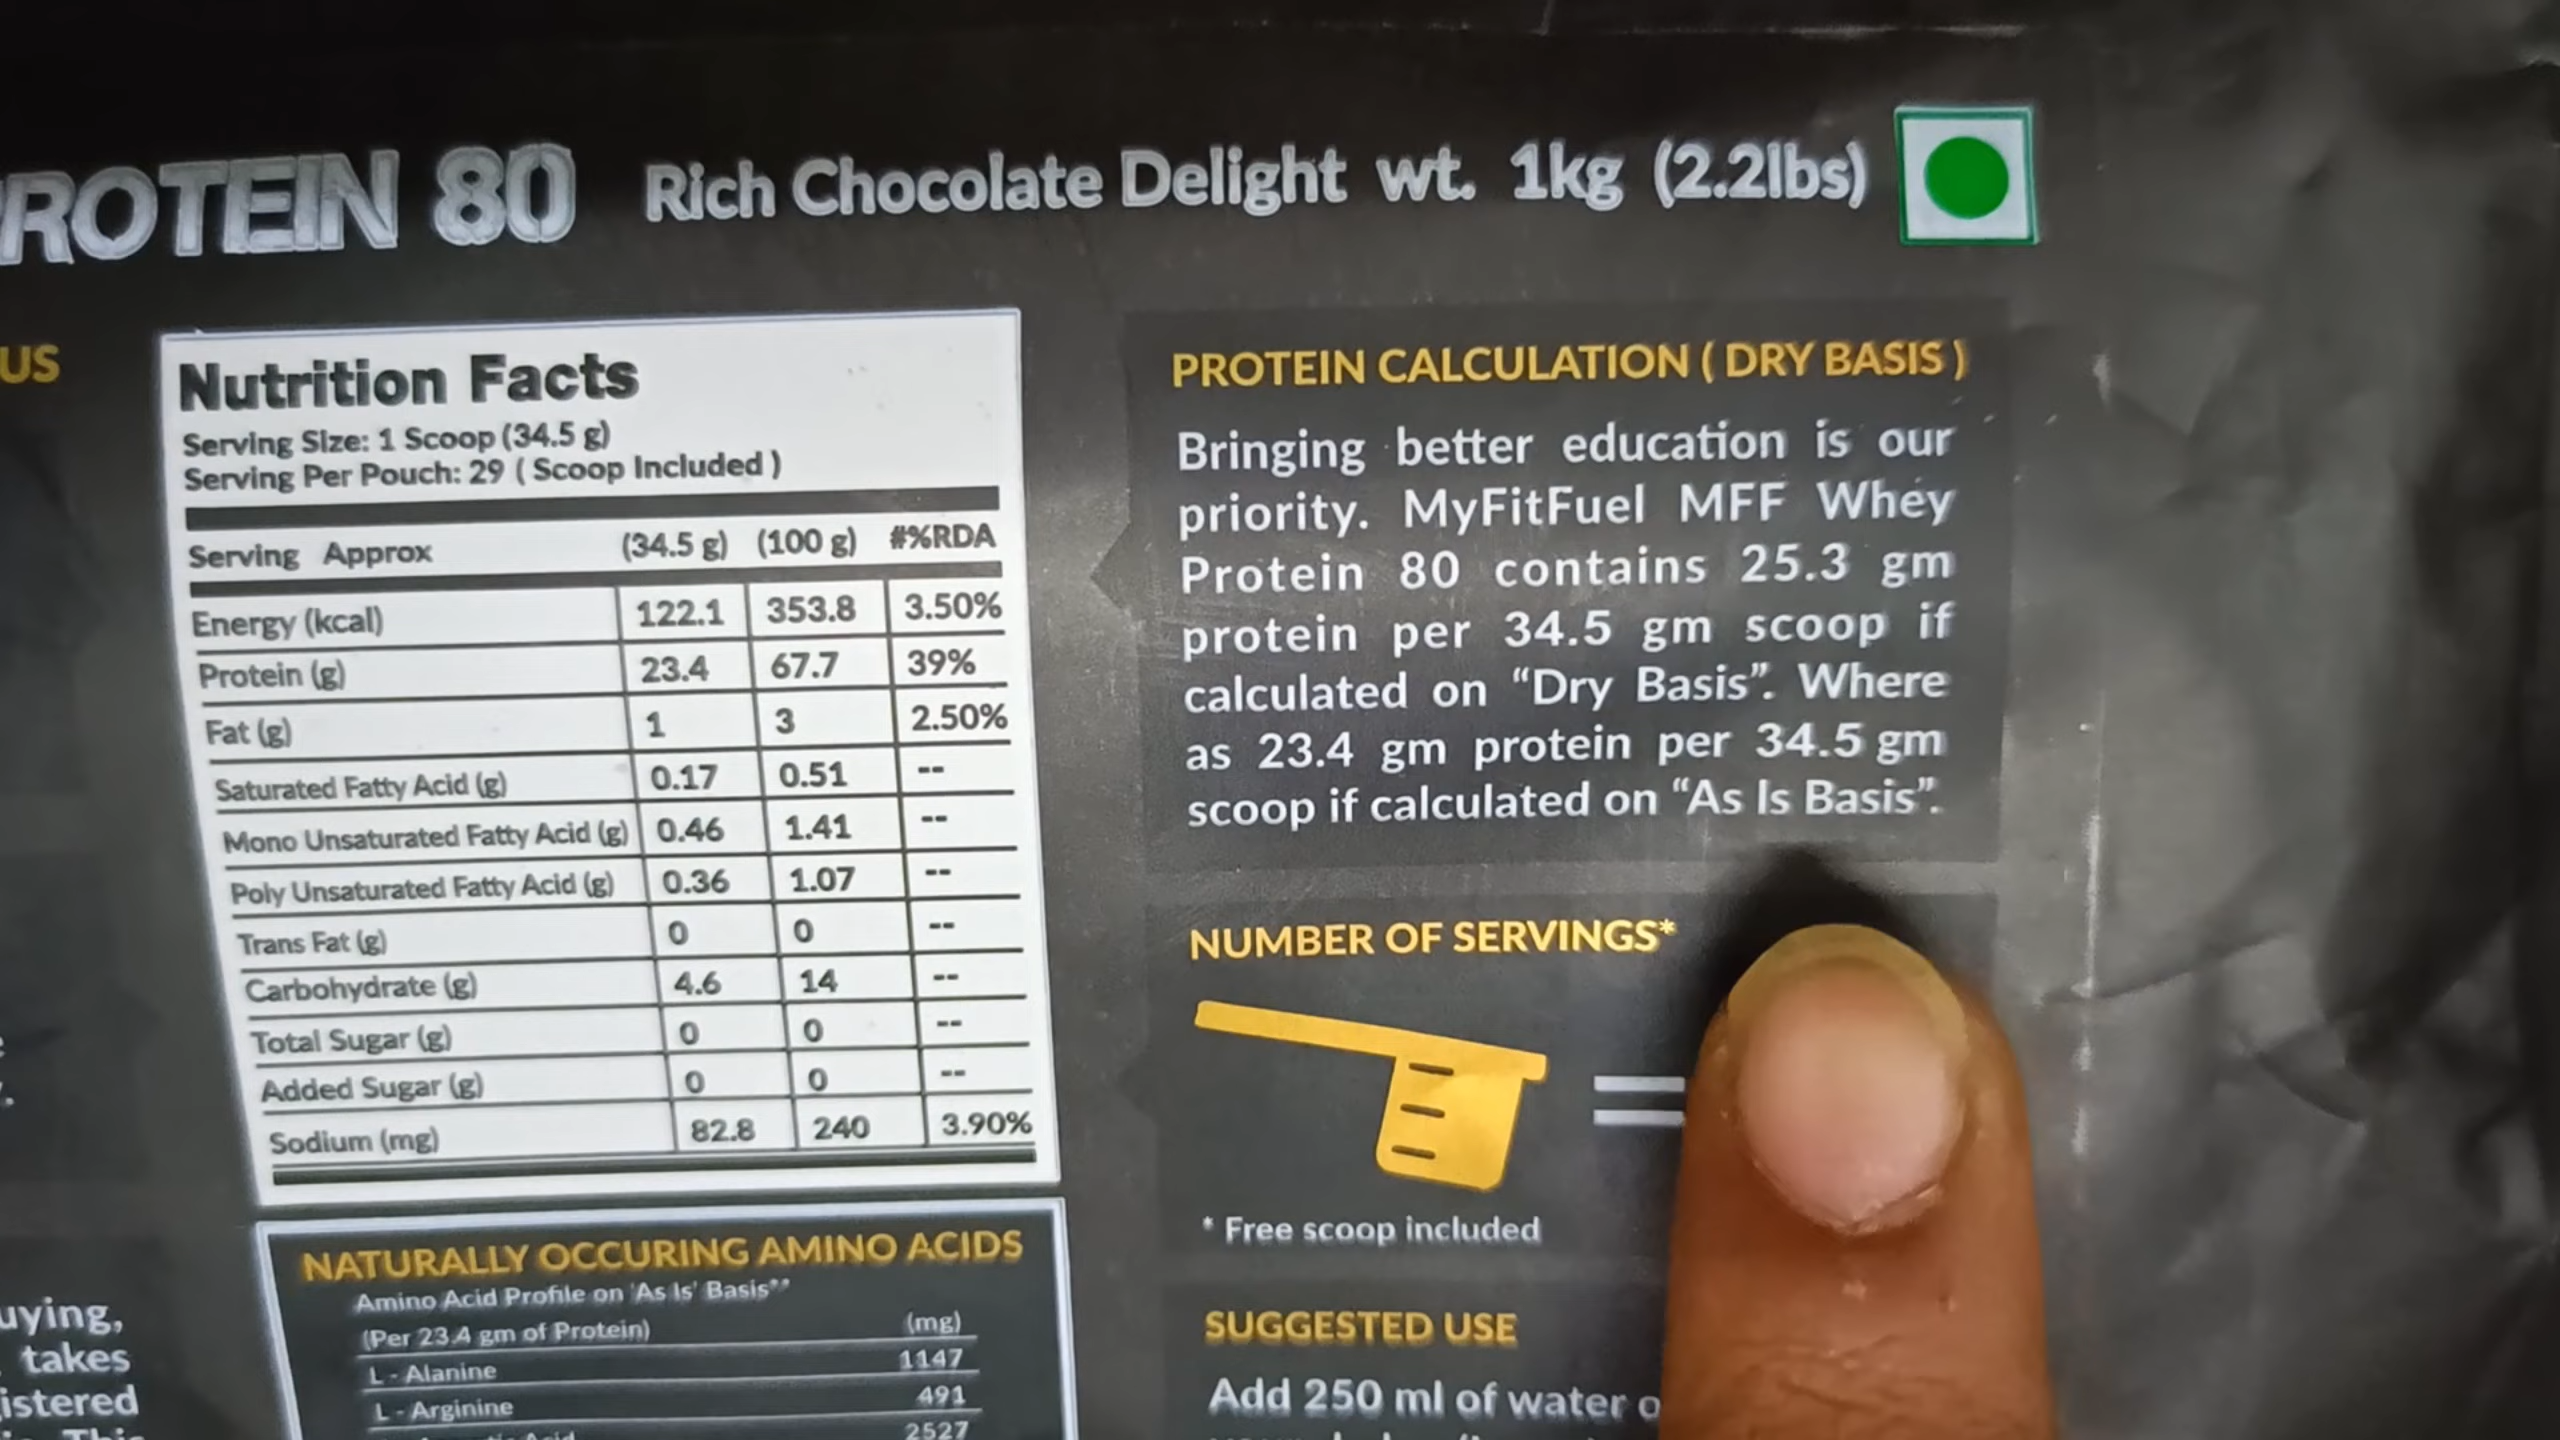 PROTEIN 80 Rich Chocolate Delight wt. 1kg (2.2lbs)
US
Nutrition Facts
Serving Size: 1 Scoop (34.5 g)
Serving Per Pouch: 29 ( Scoop Included )
Serving Approx (34.5 g) (100 g) #%RDA
Energy (kcal) 122.1 353.8 3.50%
Protein (g) 23.4 67.7 39%
Fat (g) 1 3 2.50%
Saturated Fatty Acid (g) 0.17 0.51 --
Mono Unsaturated Fatty Acid (g) 0.46 1.41 --
Poly Unsaturated Fatty Acid (g) 0.36 1.07 --
Trans Fat (g) 0 0 --
Carbohydrate (g) 4.6 14 --
Total Sugar (g) 0 0 --
Added Sugar (g) 0 0 --
Sodium (mg) 82.8 240 3.90%
NATURALLY OCCURING AMINO ACIDS
Amino Acid Profile on 'As Is' Basis**
(Per 23.4 gm of Protein) (mg)
L - Alanine 1147
L - Arginine 491
Acid 2527
PROTEIN CALCULATION ( DRY BASIS )
Bringing better education is our
priority. MyFitFuel MFF Whey
Protein 80 contains 25.3 gm
protein per 34.5 gm scoop if
calculated on “Dry Basis”. Where
as 23.4 gm protein per 34.5 gm
scoop if calculated on “As Is Basis”.
NUMBER OF SERVINGS*
=
* Free scoop included
SUGGESTED USE
Add 250 ml of water o
uying,
takes
istered
This